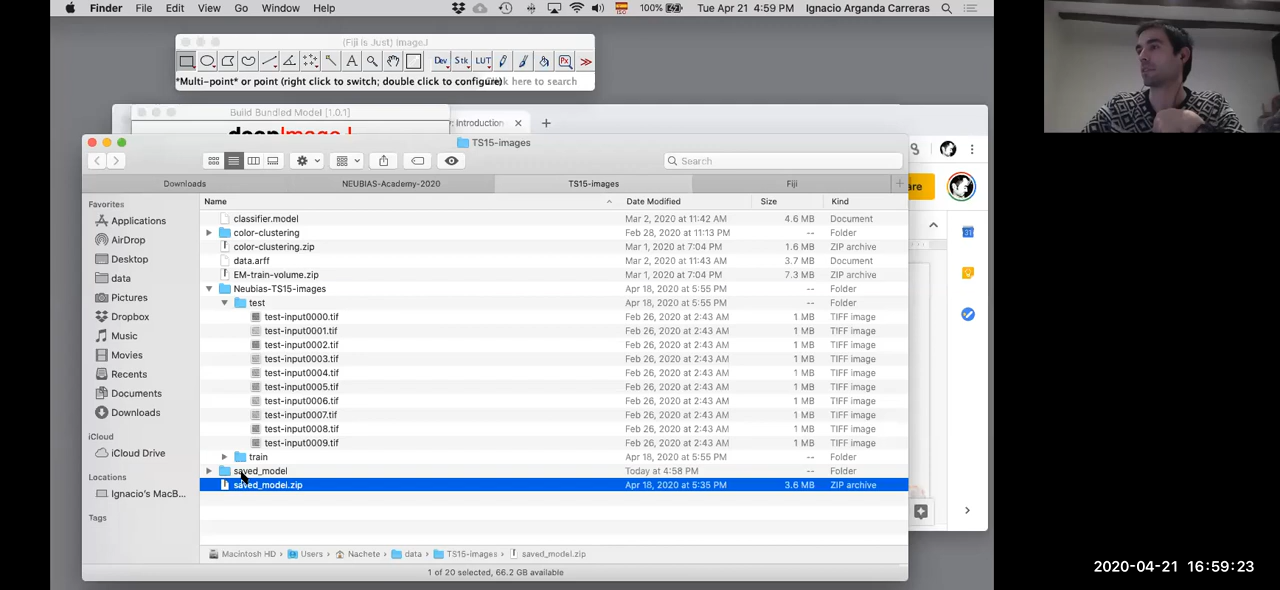 Finder File Edit View Go Window Help 100% Tue Apr 21 4:59 PM Ignacio Arganda Carreras
(Fiji Is Just) ImageJ
Dev Stk LUT Px
*Multi-point* or point (right click to switch; double click to configure) here to search
Build Bundled Model [1.0.1]
Introduction
TS15-images
Search
Downloads NEUBIAS-Academy-2020 TS15-images Fiji
Favorites
Applications
AirDrop
Desktop
data
Pictures
Dropbox
Music
Movies
Recents
Documents
Downloads
iCloud
iCloud Drive
Locations
Ignacio's MacB...
Tags
Name Date Modified Size Kind
classifier.model Mar 2, 2020 at 11:42 AM 4.6 MB Document
color-clustering Feb 28, 2020 at 11:13 PM -- Folder
color-clustering.zip Mar 1, 2020 at 7:04 PM 1.6 MB ZIP archive
data.arff Mar 2, 2020 at 11:43 AM 3.7 MB Document
EM-train-volume.zip Mar 1, 2020 at 7:04 PM 7.3 MB ZIP archive
Neubias-TS15-images Apr 18, 2020 at 5:55 PM -- Folder
test Apr 18, 2020 at 5:55 PM -- Folder
test-input0000.tif Feb 26, 2020 at 2:43 AM 1 MB TIFF image
test-input0001.tif Feb 26, 2020 at 2:43 AM 1 MB TIFF image
test-input0002.tif Feb 26, 2020 at 2:43 AM 1 MB TIFF image
test-input0003.tif Feb 26, 2020 at 2:43 AM 1 MB TIFF image
test-input0004.tif Feb 26, 2020 at 2:43 AM 1 MB TIFF image
test-input0005.tif Feb 26, 2020 at 2:43 AM 1 MB TIFF image
test-input0006.tif Feb 26, 2020 at 2:43 AM 1 MB TIFF image
test-input0007.tif Feb 26, 2020 at 2:43 AM 1 MB TIFF image
test-input0008.tif Feb 26, 2020 at 2:43 AM 1 MB TIFF image
test-input0009.tif Feb 26, 2020 at 2:43 AM 1 MB TIFF image
train Apr 18, 2020 at 5:55 PM -- Folder
saved_model Today at 4:58 PM -- Folder
saved_model.zip Apr 18, 2020 at 5:35 PM 3.6 MB ZIP archive
Macintosh HD Users Nachete data TS15-images saved_model.zip
1 of 20 selected, 66.2 GB available
2020-04-21 16:59:23